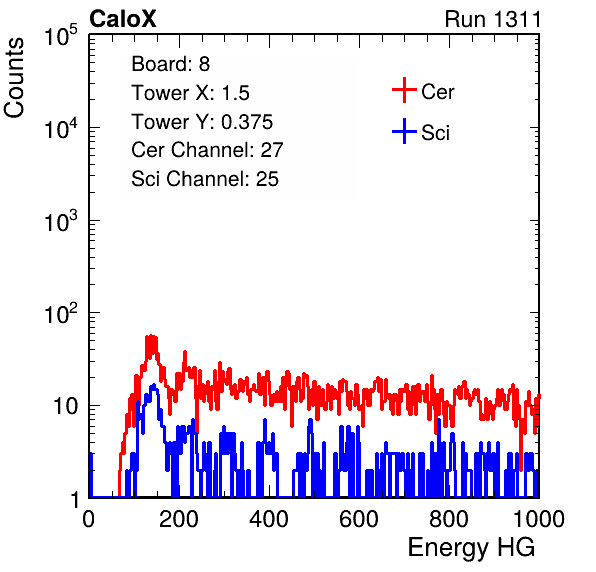 CaloX Run 1311
Counts
10^5
10^4
10^3
10^2
10
1
Board: 8
Tower X: 1.5
Tower Y: 0.375
Cer Channel: 27
Sci Channel: 25
Cer
Sci
0 200 400 600 800 1000
Energy HG